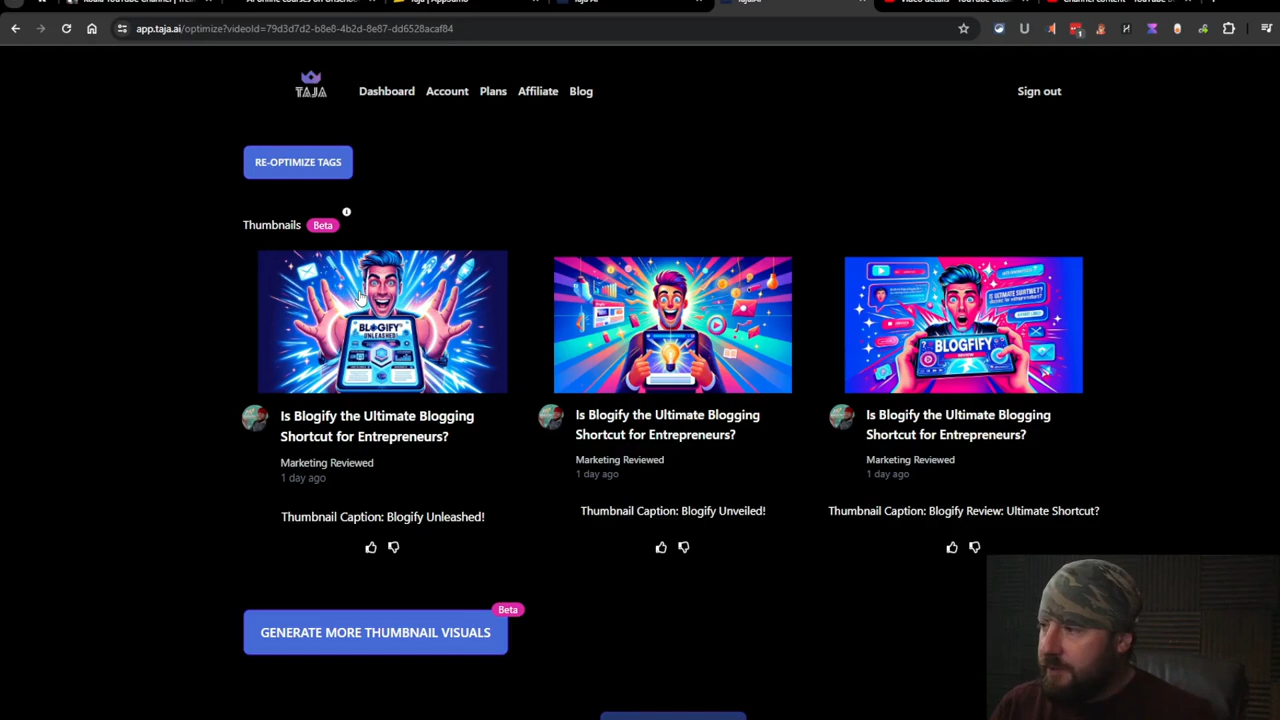 app.taja.ai/optimize?videoId=79d3d7d2-b8e8-4b2d-8e87-dd6528acaf84
TAJA
Dashboard
Account
Plans
Affiliate
Blog
Sign out
RE-OPTIMIZE TAGS
Thumbnails
Beta
BLOGIFY
UNLEASHED!
BLOGFIFY
REVIEW
Is Blogify the Ultimate Blogging
Shortcut for Entrepreneurs?
Marketing Reviewed
1 day ago
Thumbnail Caption: Blogify Unleashed!
Is Blogify the Ultimate Blogging
Shortcut for Entrepreneurs?
Marketing Reviewed
1 day ago
Thumbnail Caption: Blogify Unveiled!
Is Blogify the Ultimate Blogging
Shortcut for Entrepreneurs?
Marketing Reviewed
1 day ago
Thumbnail Caption: Blogify Review: Ultimate Shortcut?
Beta
GENERATE MORE THUMBNAIL VISUALS